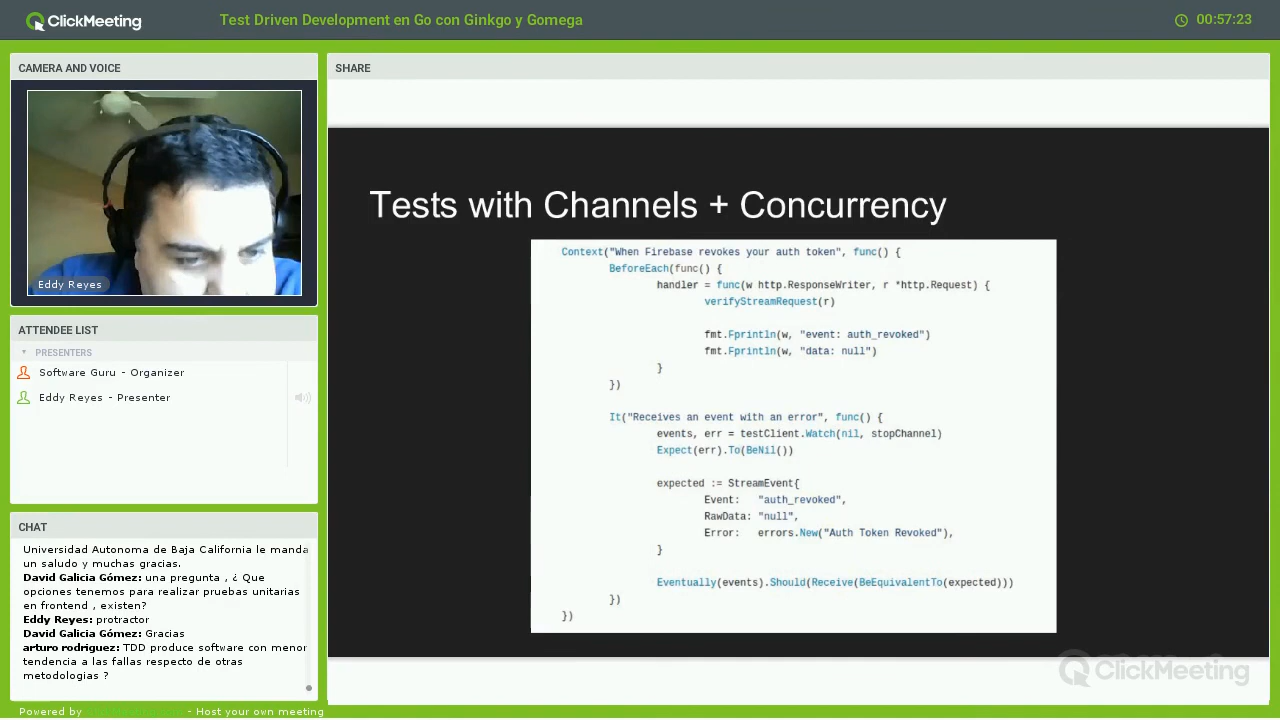 ClickMeeting
Test Driven Development en Go con Ginkgo y Gomega
00:57:23
CAMERA AND VOICE
Eddy Reyes
ATTENDEE LIST
PRESENTERS
Software Guru - Organizer
Eddy Reyes - Presenter
CHAT
Universidad Autonoma de Baja California le manda
un saludo y muchas gracias.
David Galicia Gómez: una pregunta , ¿ Que
opciones tenemos para realizar pruebas unitarias
en frontend , existen?
Eddy Reyes: protractor
David Galicia Gómez: Gracias
arturo rodriguez: TDD produce software con menor
tendencia a las fallas respecto de otras
metodologias ?
Powered by - Host your own meeting
SHARE
Tests with Channels + Concurrency
Context("When Firebase revokes your auth token", func() {
BeforeEach(func() {
handler = func(w http.ResponseWriter, r *http.Request) {
verifyStreamRequest(r)
fmt.Fprintln(w, "event: auth_revoked")
fmt.Fprintln(w, "data: null")
}
})
It("Receives an event with an error", func() {
events, err = testClient.Watch(nil, stopChannel)
Expect(err).To(BeNil())
expected := StreamEvent{
Event: "auth_revoked",
RawData: "null",
Error: errors.New("Auth Token Revoked"),
}
Eventually(events).Should(Receive(BeEquivalentTo(expected)))
})
})
ClickMeeting